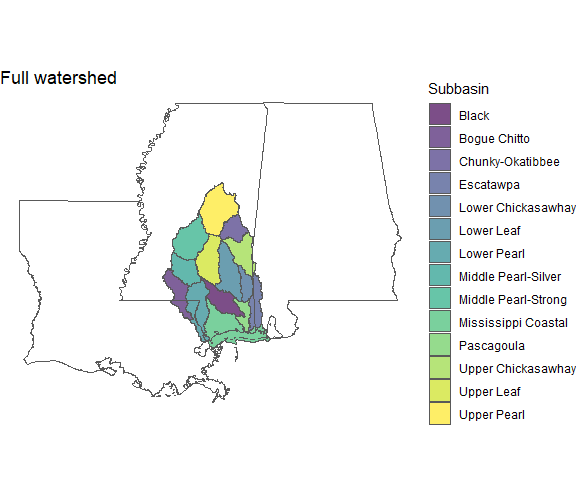 Full watershed
Subbasin
Black
Bogue Chitto
Chunky-Okatibbee
Escatawpa
Lower Chickasawhay
Lower Leaf
Lower Pearl
Middle Pearl-Silver
Middle Pearl-Strong
Mississippi Coastal
Pascagoula
Upper Chickasawhay
Upper Leaf
Upper Pearl